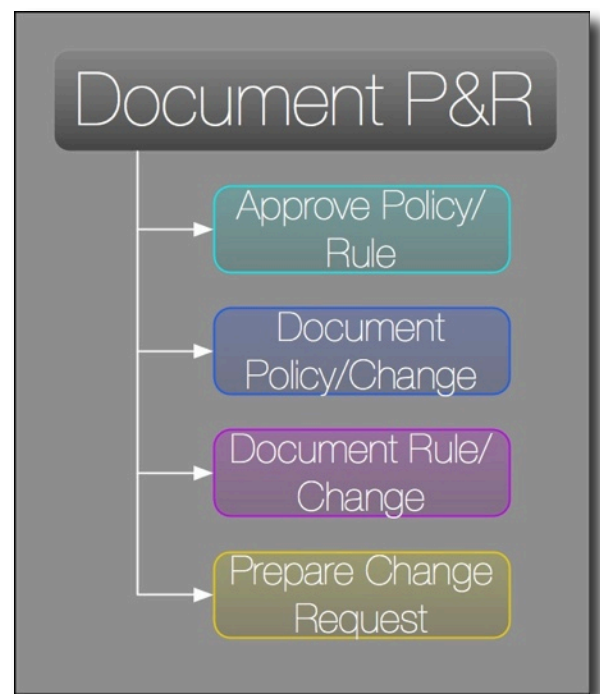 Document P&R
Approve Policy/
Rule
Document
Policy/Change
Document Rule/
Change
Prepare Change
Request